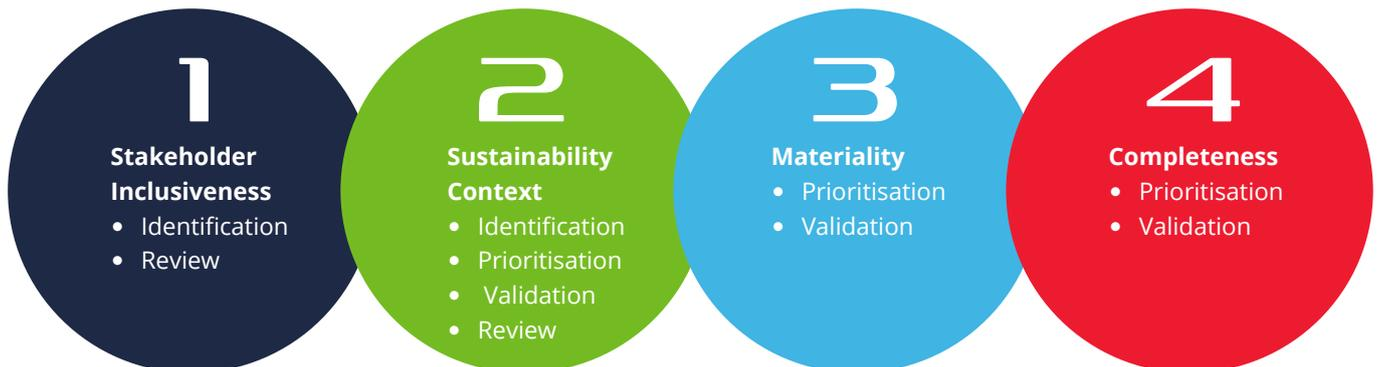 1
Stakeholder
Inclusiveness
• Identification
• Review
2
Sustainability
Context
• Identification
• Prioritisation
• Validation
• Review
3
Materiality
• Prioritisation
• Validation
4
Completeness
• Prioritisation
• Validation